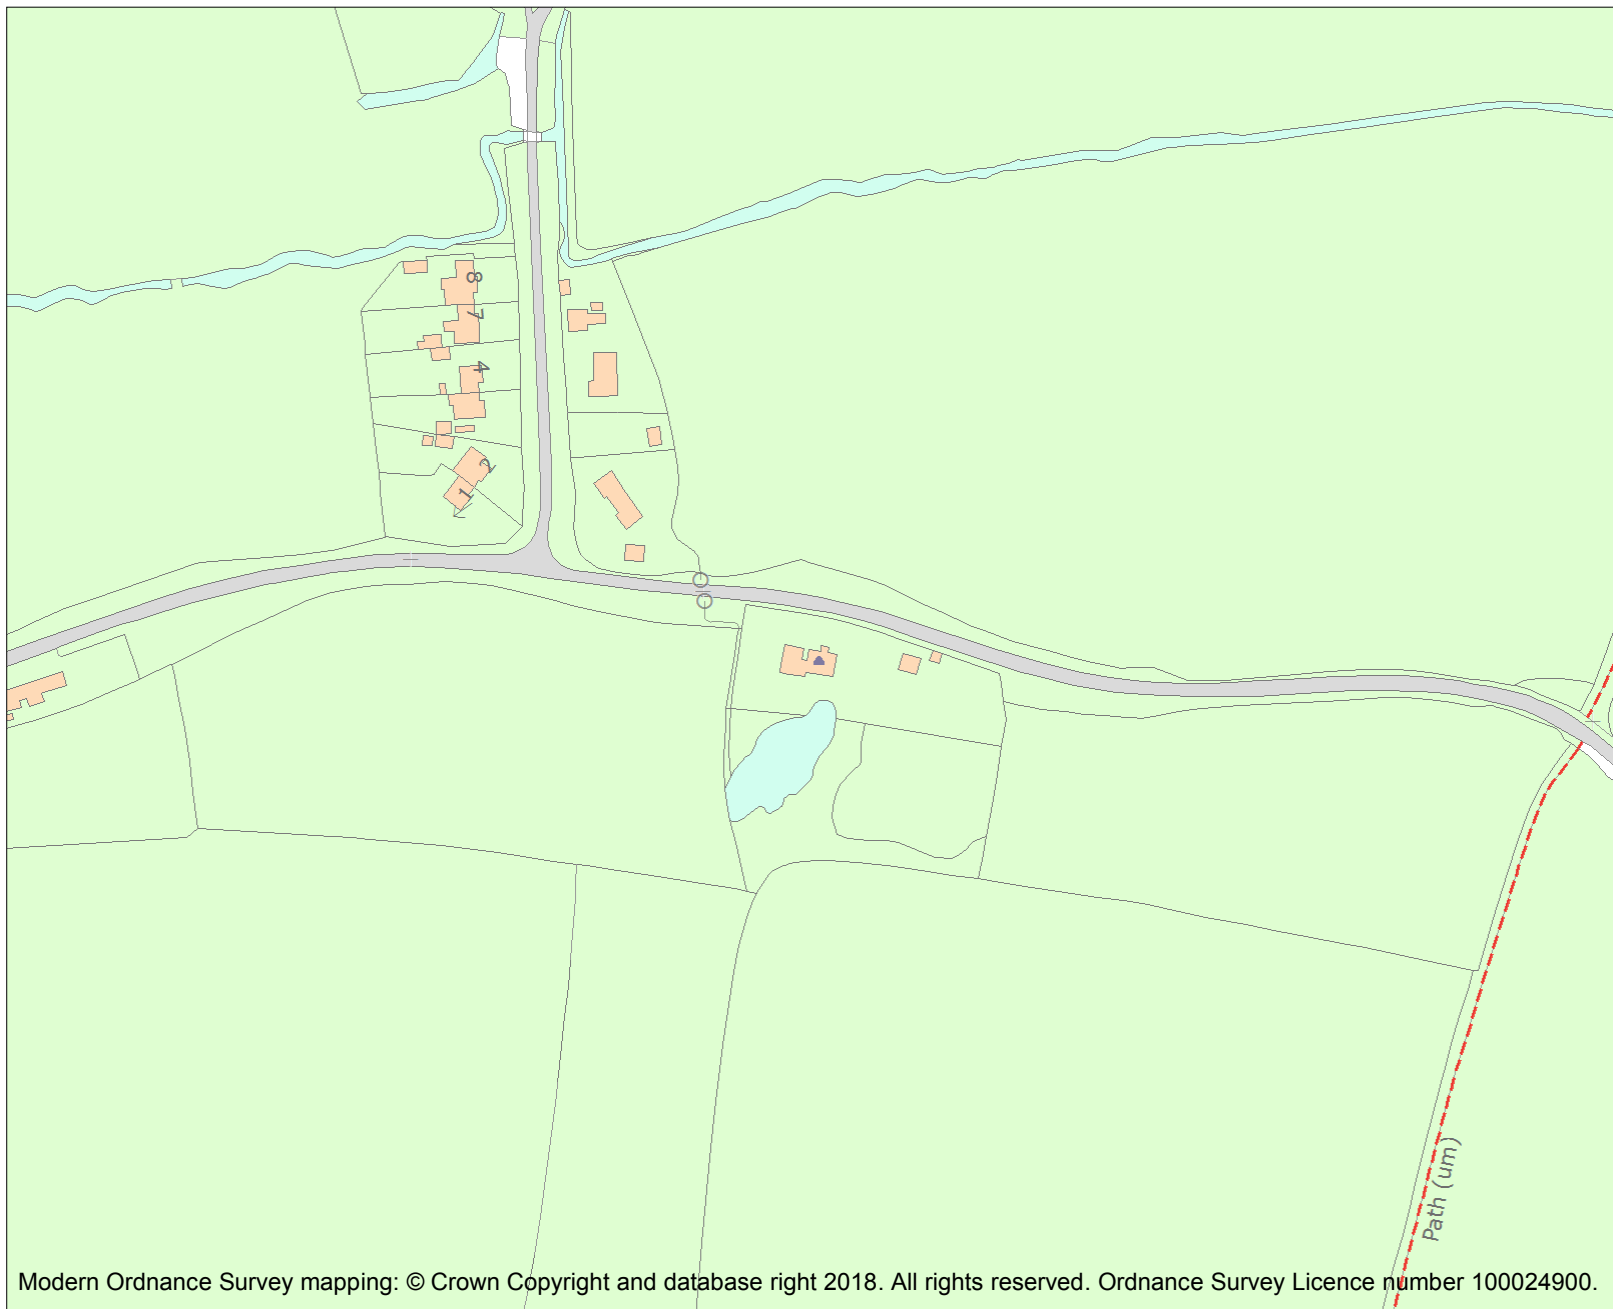 8
7
4
2
1
Path (um)
Modern Ordnance Survey mapping: © Crown Copyright and database right 2018. All rights reserved. Ordnance Survey Licence number 100024900.